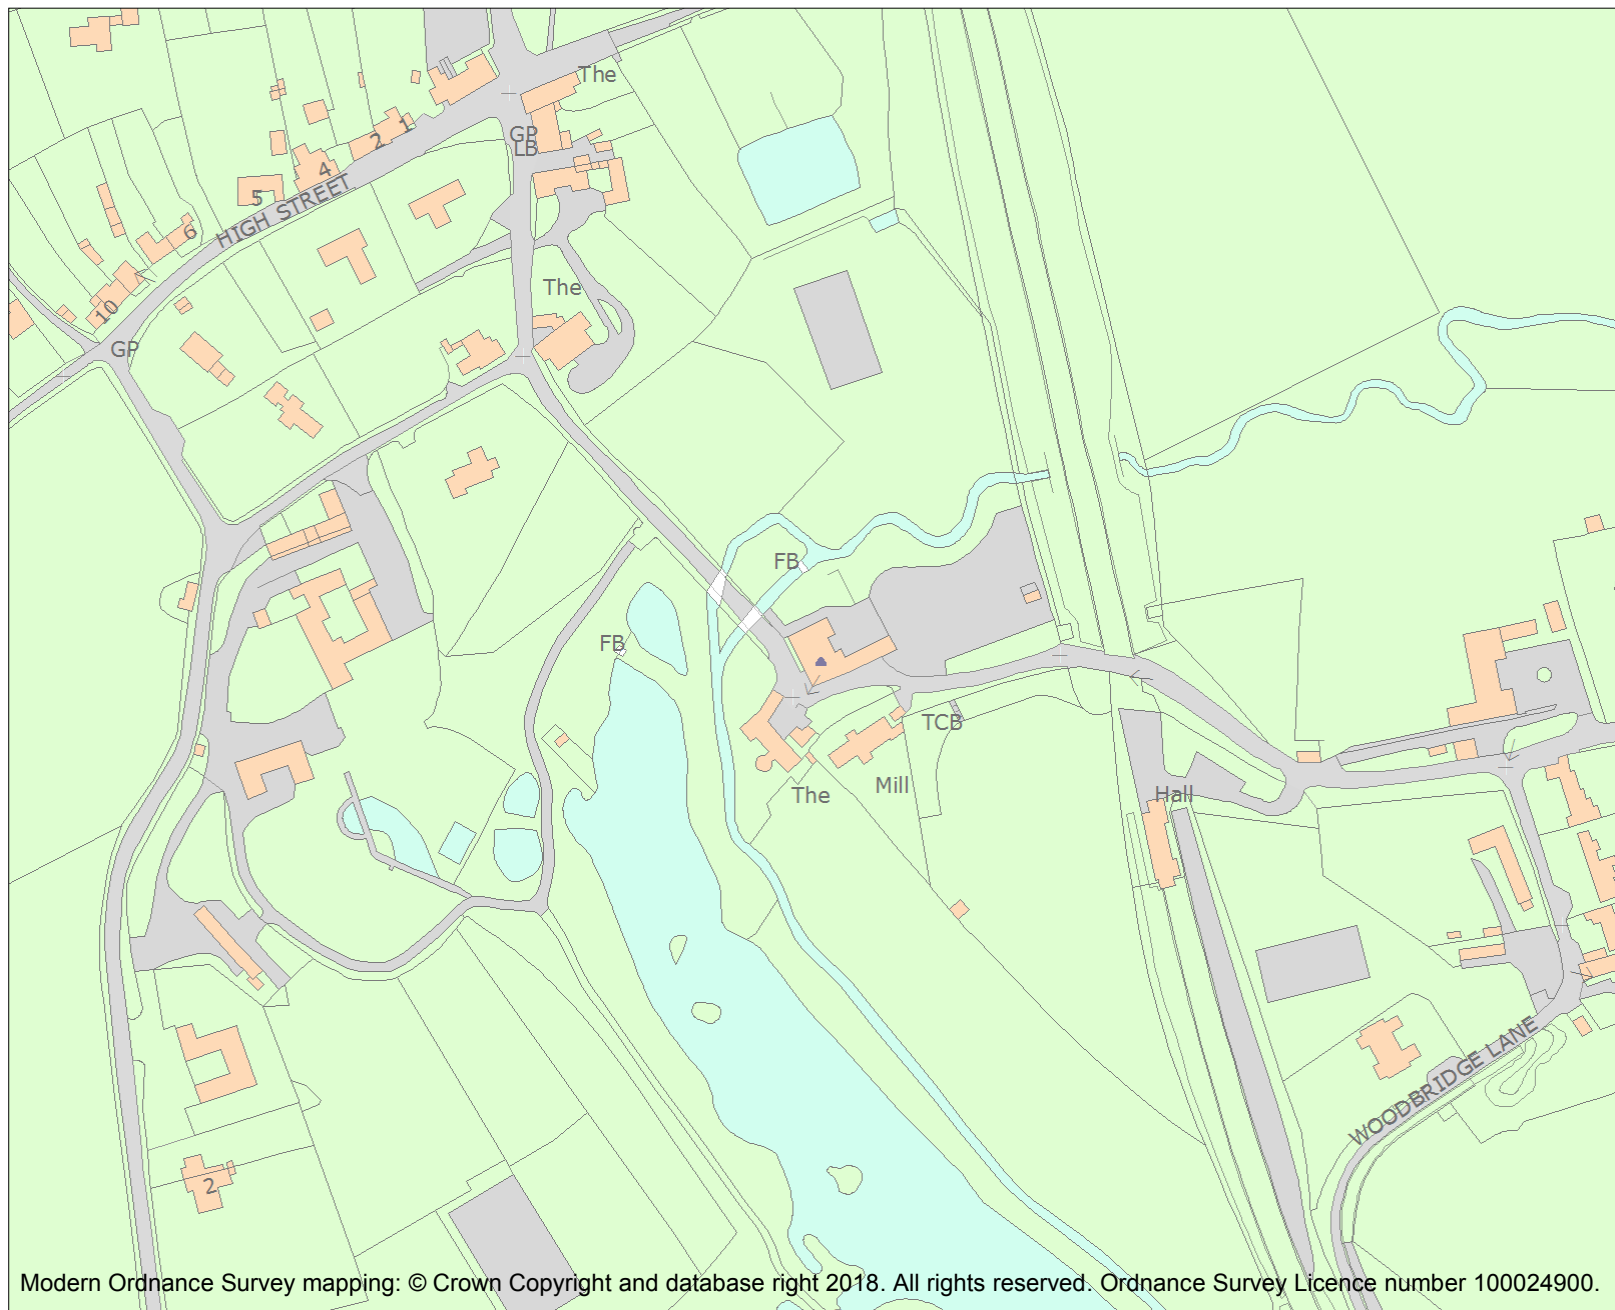 The
GP
LB
1
2
4
5
HIGH STREET
6
10
The
GP
FB
FB
TCB
The
Mill
Hall
WOODBRIDGE LANE
2
Modern Ordnance Survey mapping: © Crown Copyright and database right 2018. All rights reserved. Ordnance Survey Licence number 100024900.